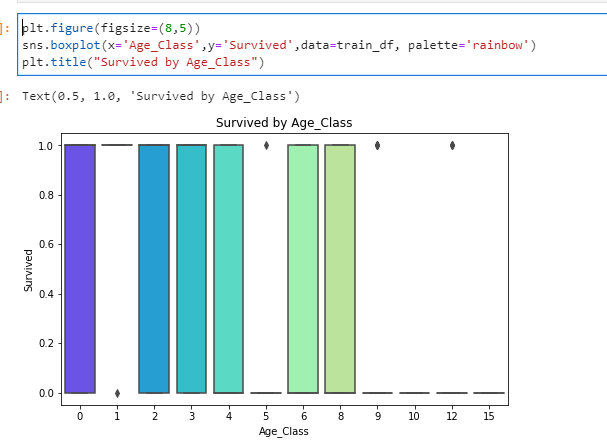 ]: plt.figure(figsize=(8,5))
sns.boxplot(x='Age_Class',y='Survived',data=train_df, palette='rainbow')
plt.title("Survived by Age_Class")
]: Text(0.5, 1.0, 'Survived by Age_Class')
Survived by Age_Class
1.0
0.8
0.6
0.4
0.2
0.0
Survived
0 1 2 3 4 5 6 8 9 10 12 15
Age_Class